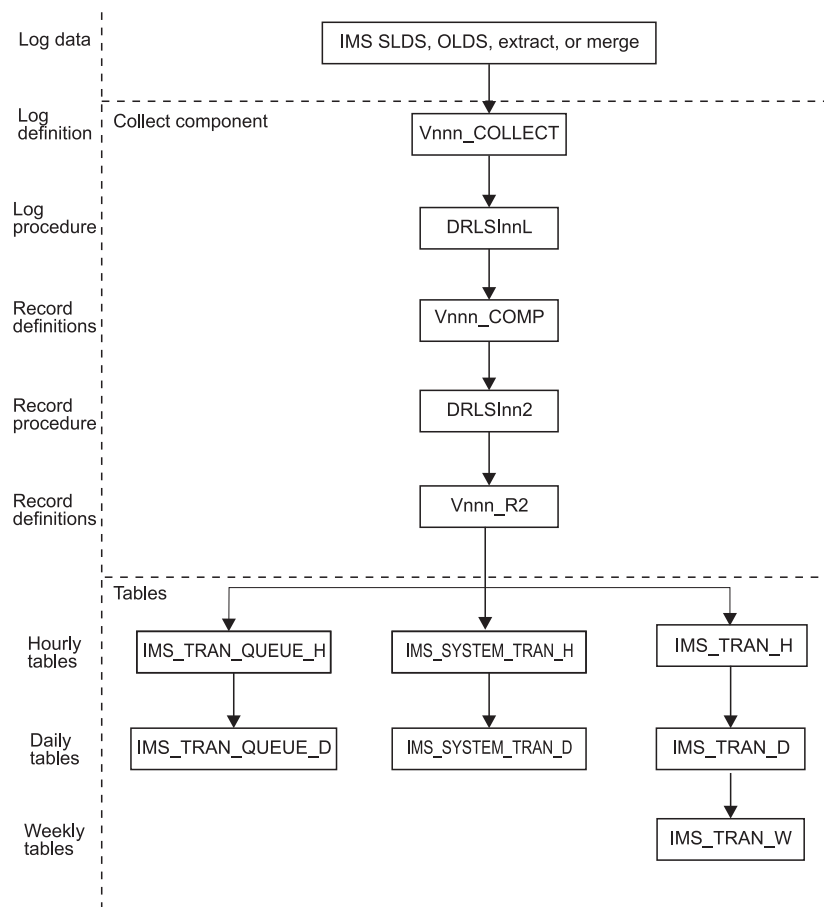 Log data
IMS SLDS, OLDS, extract, or merge
Log
definition
Collect component
Vnnn_COLLECT
Log
procedure
DRLSInnL
Record
definitions
Vnnn_COMP
Record
procedure
DRLSInn2
Record
definitions
Vnnn_R2
Tables
Hourly
tables
IMS_TRAN_QUEUE_H
IMS_SYSTEM_TRAN_H
IMS_TRAN_H
Daily
tables
IMS_TRAN_QUEUE_D
IMS_SYSTEM_TRAN_D
IMS_TRAN_D
Weekly
tables
IMS_TRAN_W